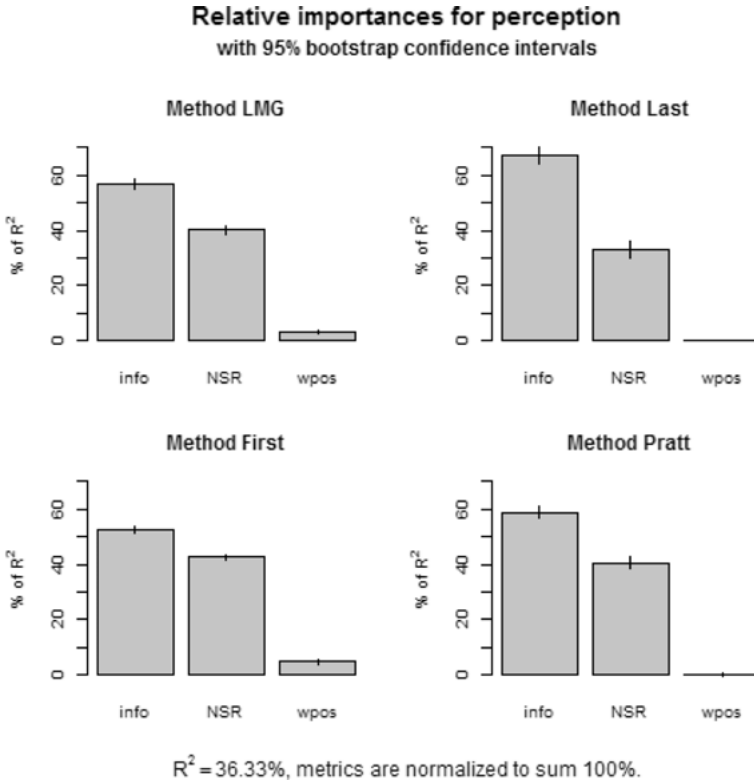 Relative importances for perception
with 95% bootstrap confidence intervals
Method LMG
% of R²
0
20
40
60
info NSR wpos
Method Last
% of R²
0
20
40
60
info NSR wpos
Method First
% of R²
0
20
40
60
info NSR wpos
Method Pratt
% of R²
0
20
40
60
info NSR wpos
R² = 36.33%, metrics are normalized to sum 100%.